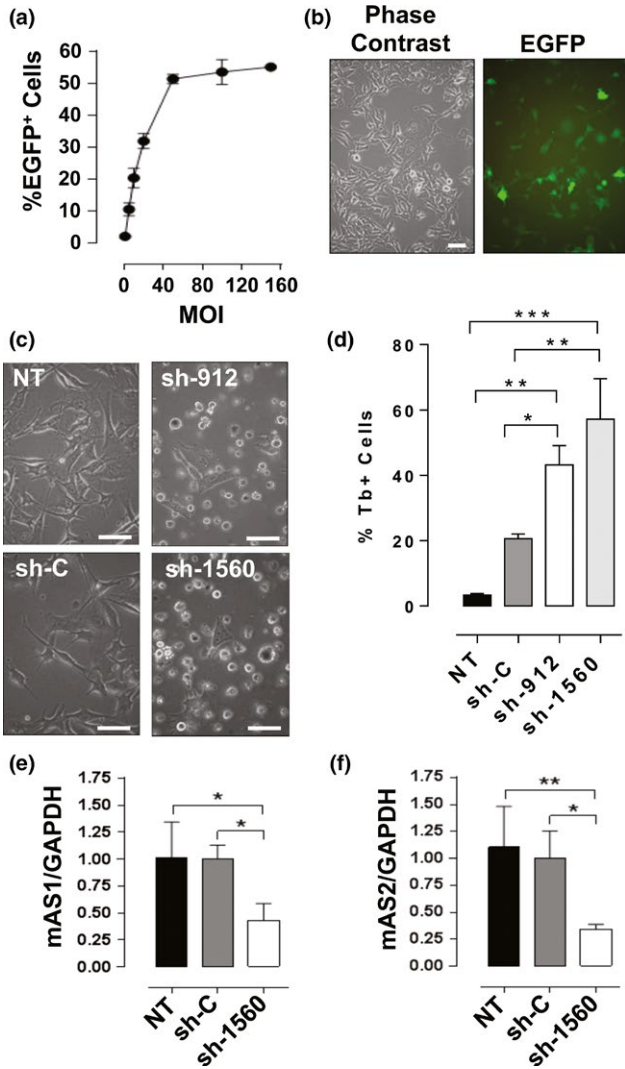 (a)
%EGFP+ Cells
60
50
40
30
20
10
0
0 40 80 120 160
MOI
(b)
Phase
Contrast
EGFP
(c)
NT
sh-912
sh-C
sh-1560
(d)
% Tb+ Cells
80
60
40
20
0
***
**
**
*
NT
sh-C
sh-912
sh-1560
(e)
mAS1/GAPDH
1.75
1.50
1.25
1.00
0.75
0.50
0.25
0.00
*
*
NT
sh-C
sh-1560
(f)
mAS2/GAPDH
1.75
1.50
1.25
1.00
0.75
0.50
0.25
0.00
**
*
NT
sh-C
sh-1560